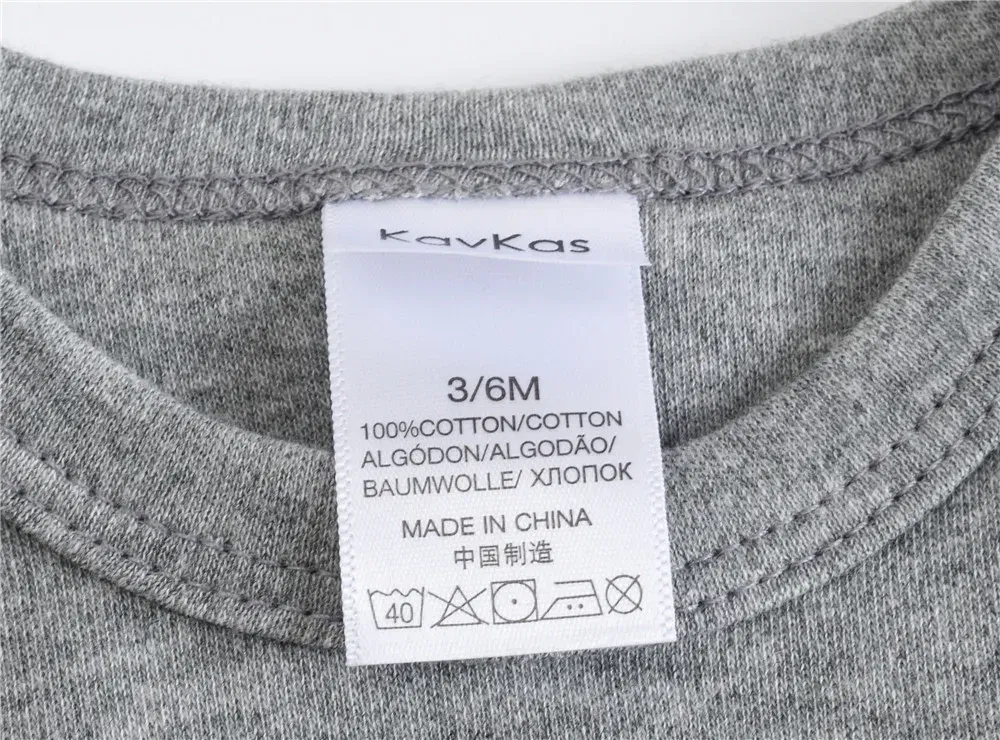 KavKas
3/6M
100%COTTON/COTTON
ALGÓDON/ALGODÃO/
BAUMWOLLE/ ХЛОПОК
MADE IN CHINA
中国制造
40